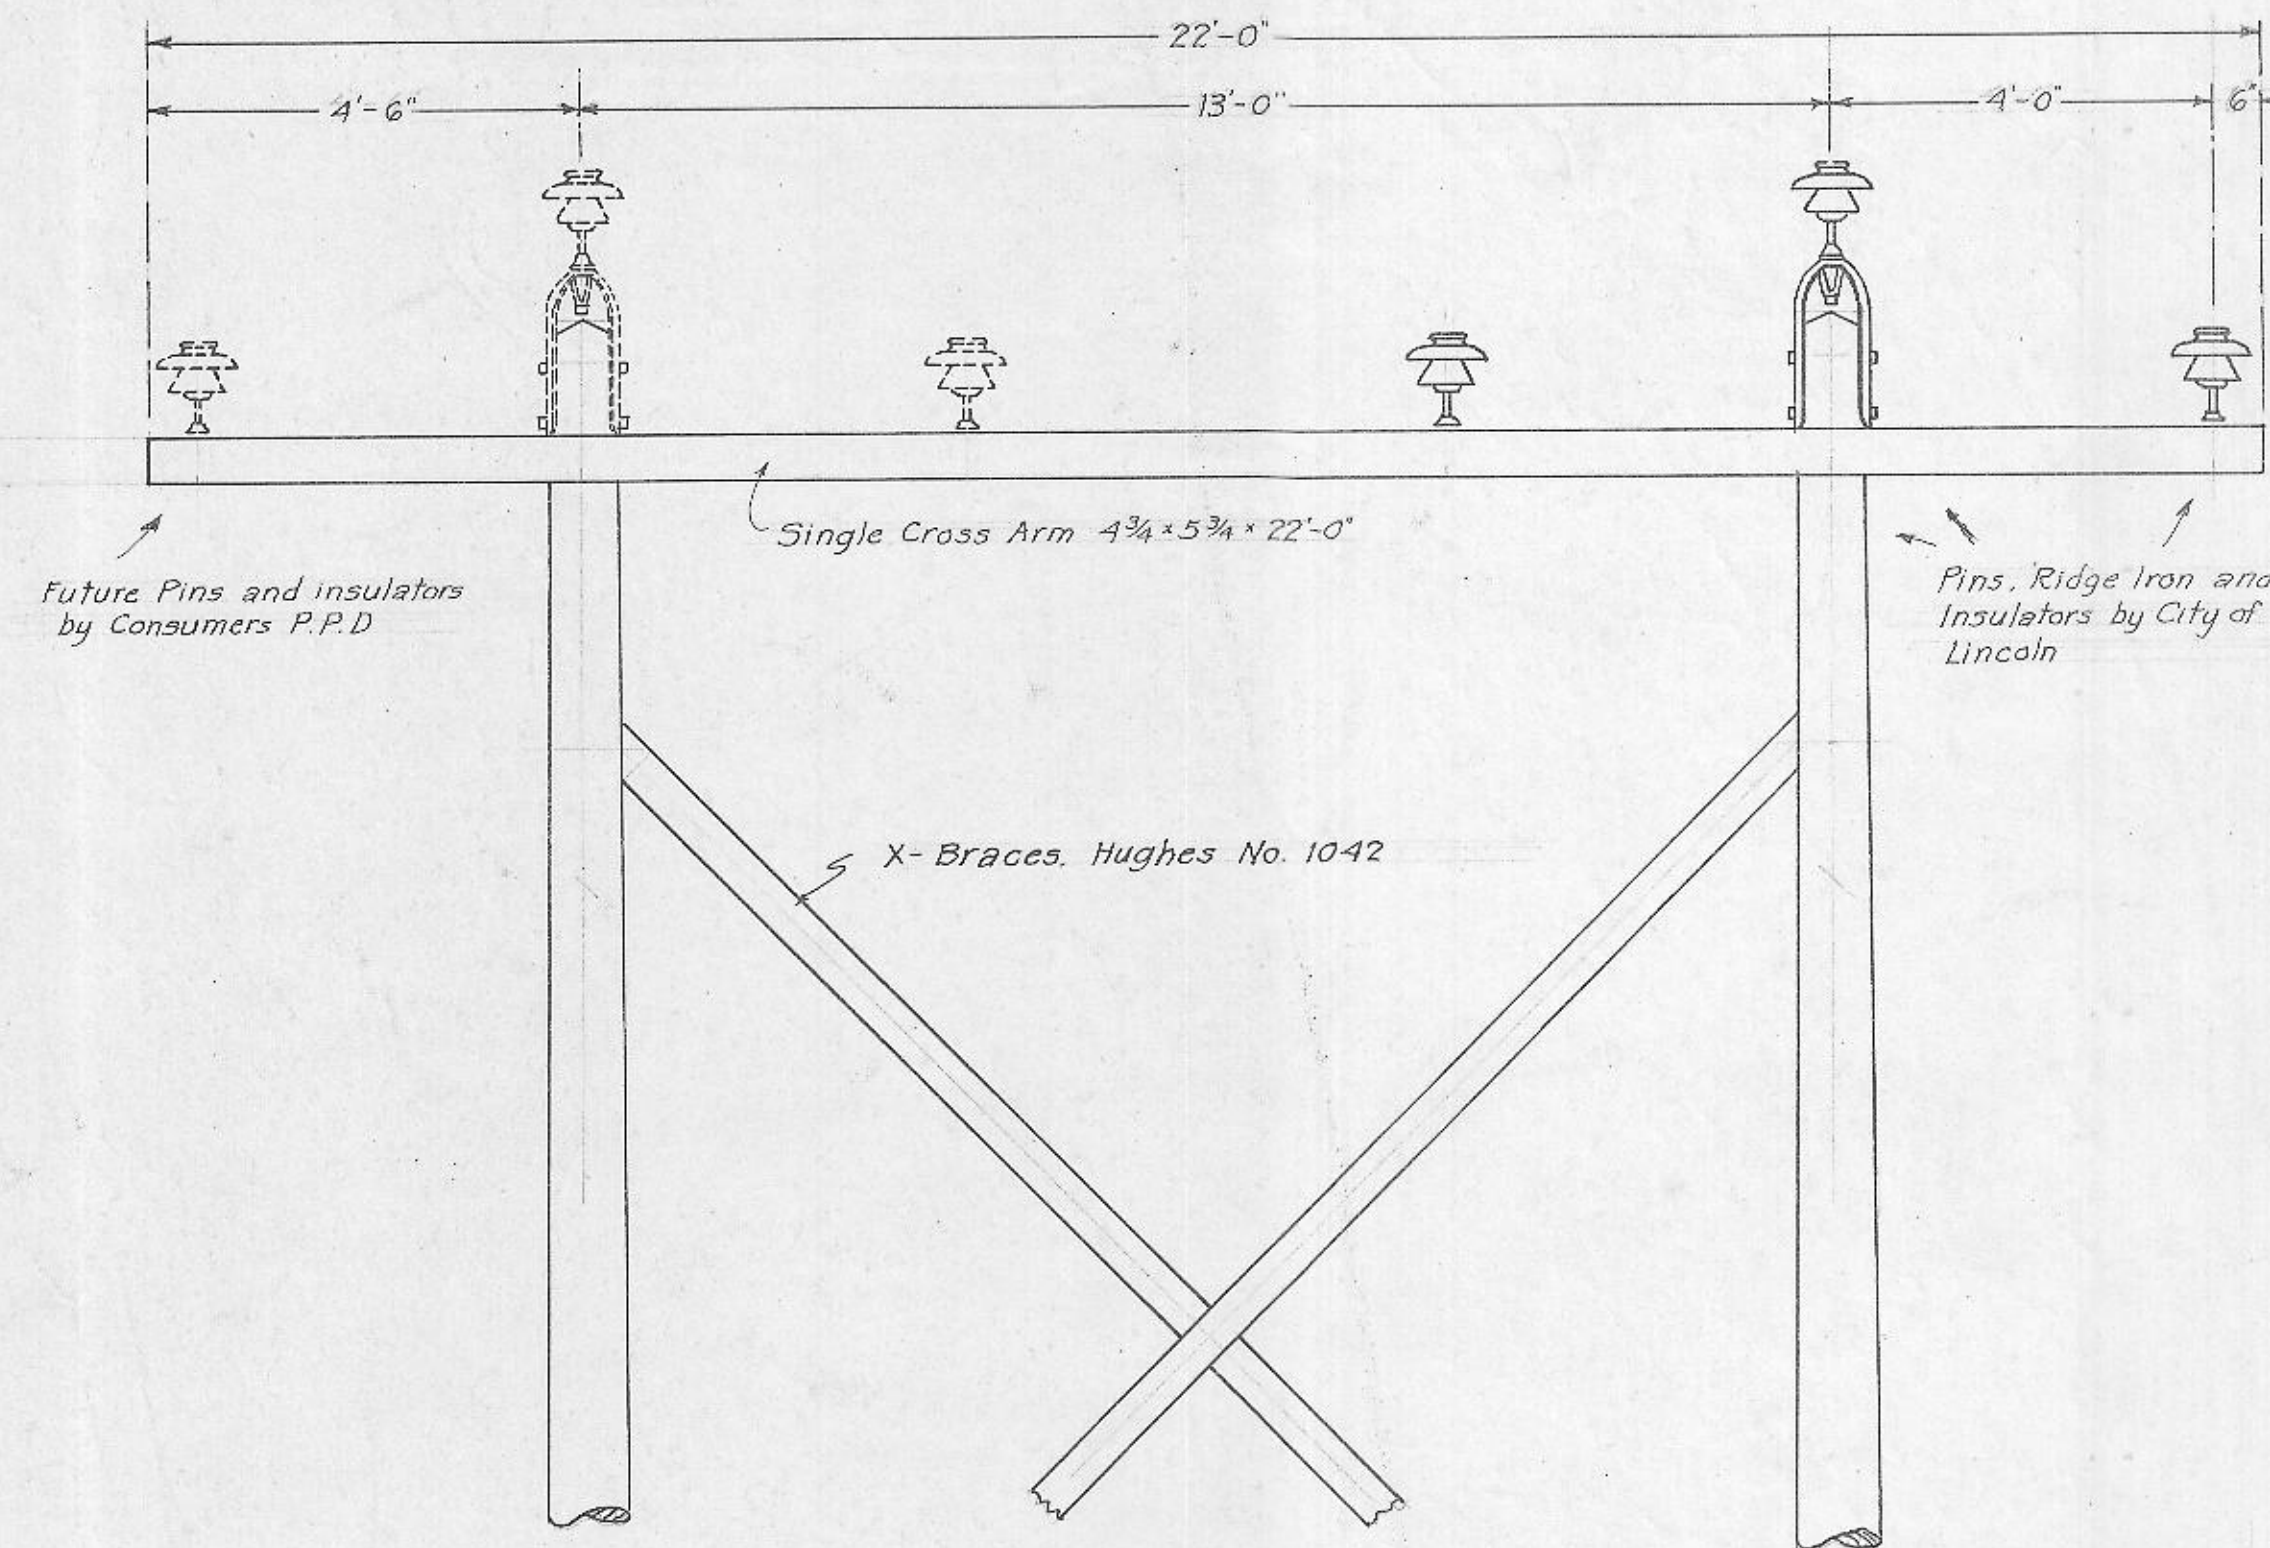 22'-0"
4'-6" 13'-0" 4'-0" 6"
Single Cross Arm 4¾ x 5¾ x 22'-0"
Future Pins and insulators
by Consumers P.P.D
Pins, Ridge Iron and
Insulators by City of
Lincoln
X-Braces. Hughes No. 1042